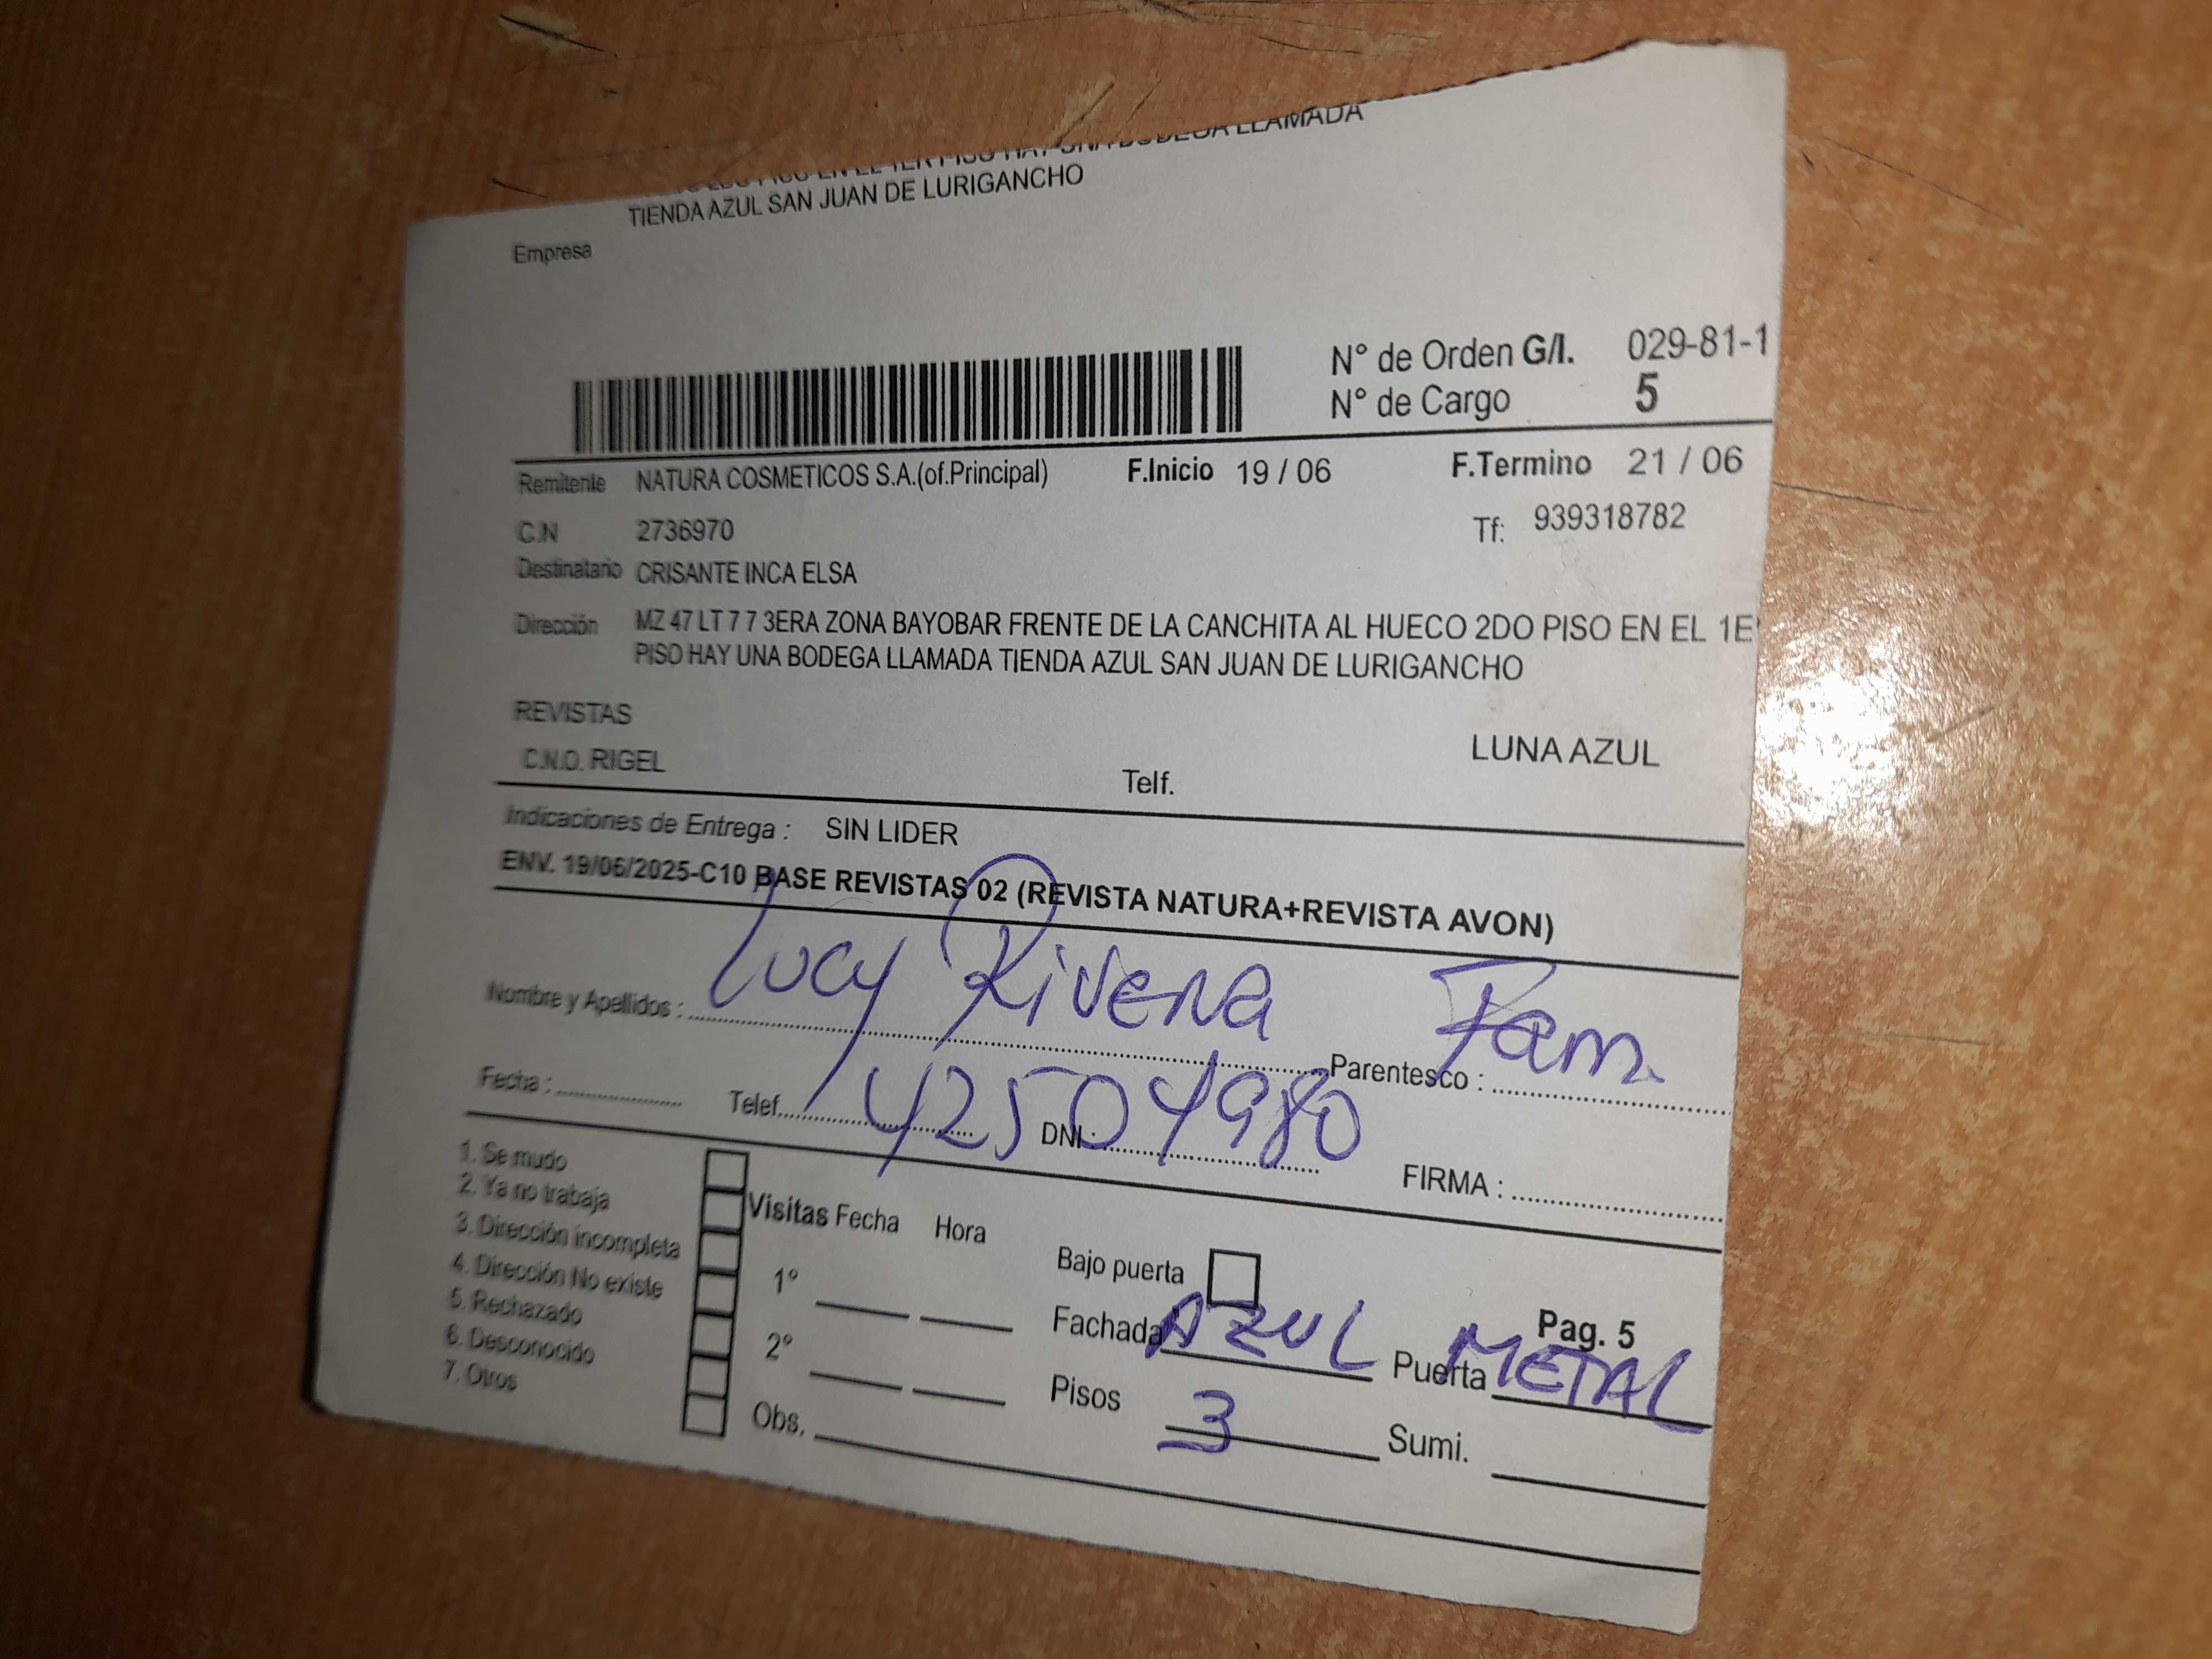 BODEGA LLAMADA
TIENDA AZUL SAN JUAN DE LURIGANCHO
Empresa
N° de Orden G/I. 029-81-1
N° de Cargo 5
Remitente NATURA COSMETICOS S.A.(of.Principal) F.Inicio 19 / 06 F.Termino 21 / 06
C.N 2736970 Tf: 939318782
Destinatario CRISANTE INCA ELSA
Dirección MZ 47 LT 7 7 3ERA ZONA BAYOBAR FRENTE DE LA CANCHITA AL HUECO 2DO PISO EN EL 1E
PISO HAY UNA BODEGA LLAMADA TIENDA AZUL SAN JUAN DE LURIGANCHO
REVISTAS LUNA AZUL
C.N.O. RIGEL Telf.
Indicaciones de Entrega : SIN LIDER
ENV. 19/06/2025-C10 BASE REVISTAS 02 (REVISTA NATURA+REVISTA AVON)
Nombre y Apellidos : Lucy Rivera Parentesco : Fam.
Fecha : Telef. DNI : 42504980 FIRMA :
1. Se mudo
2. Ya no trabaja
3. Dirección incompleta
4. Dirección No existe
5. Rechazado
6. Desconocido
7. Otros
Visitas Fecha Hora
1°
2°
Obs.
Bajo puerta
Pag. 5
Fachada AZUL Puerta METAL
Pisos 3 Sumi.